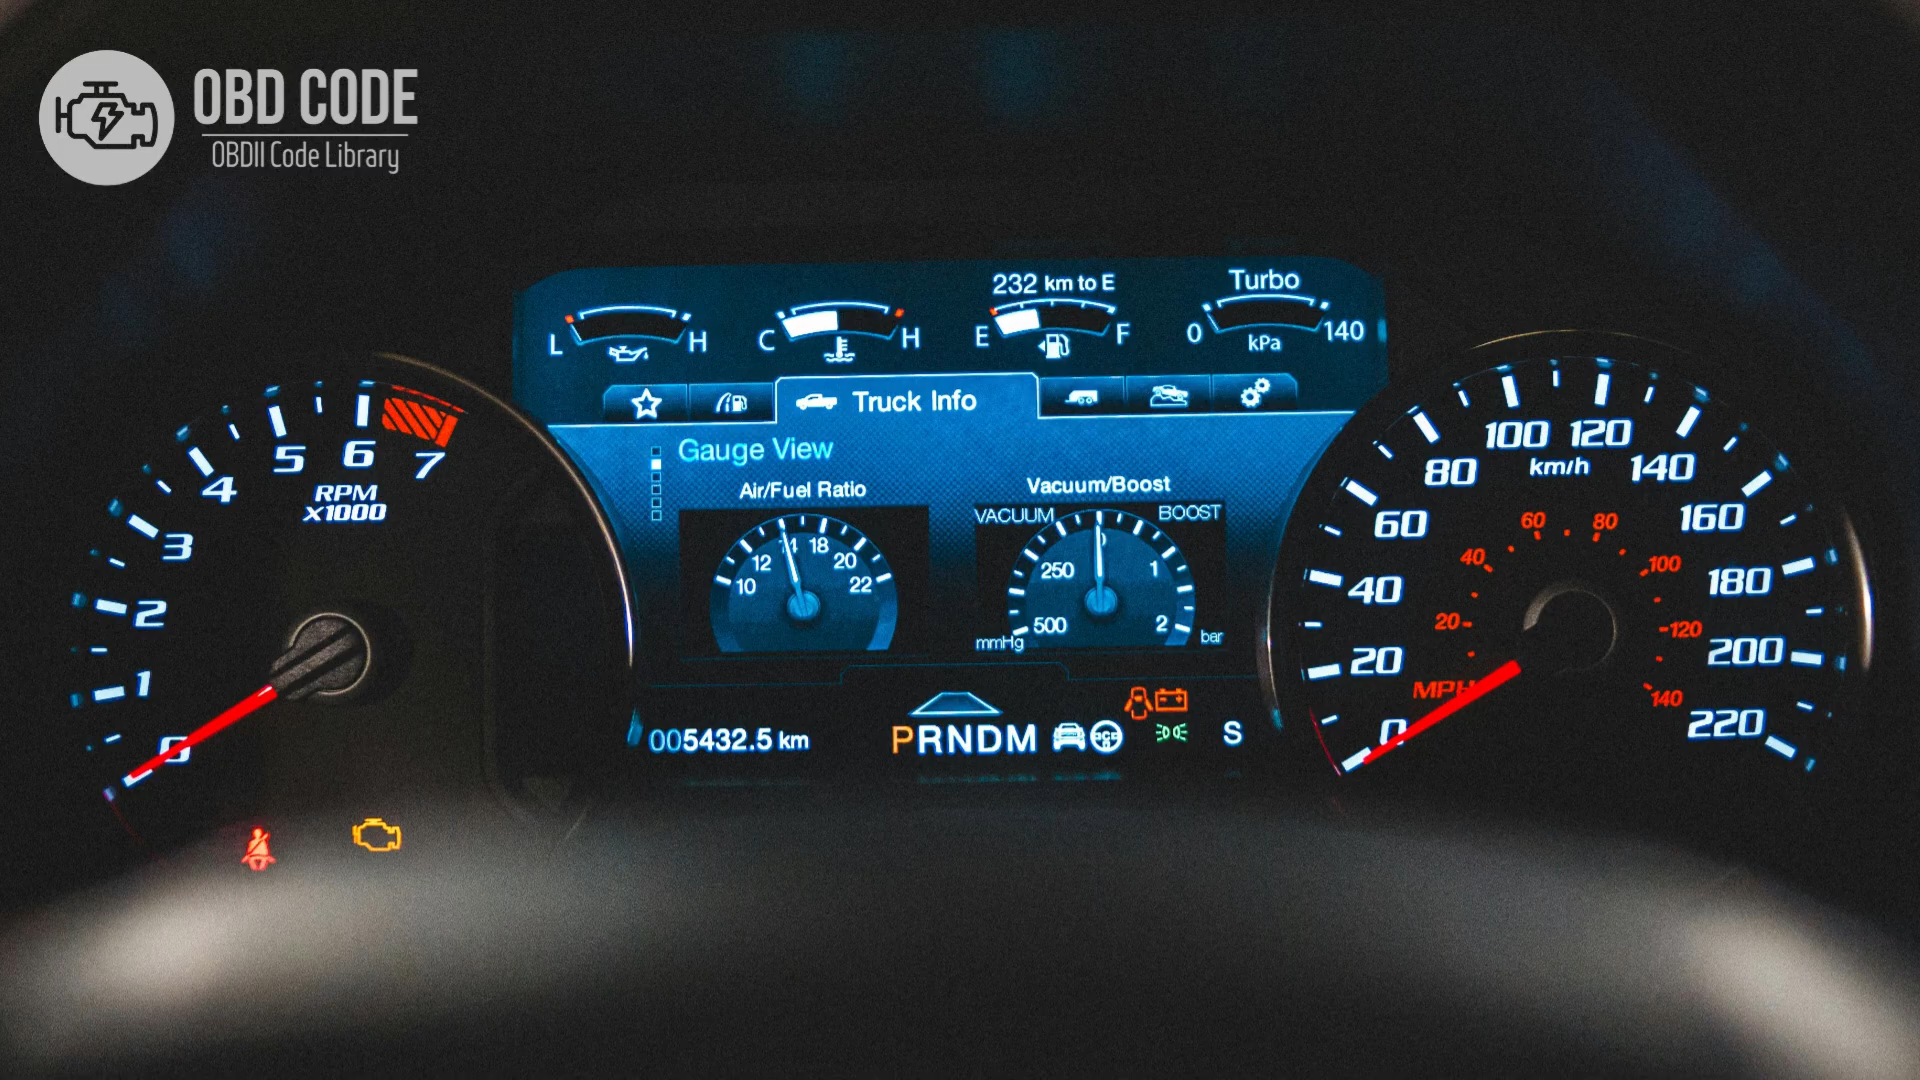 OBD CODE
OBDII Code Library
232 km to E
Turbo
L H
C H
E F
0 140
kPa
Truck Info
Gauge View
Air/Fuel Ratio
10 12 14 18 20 22
Vacuum/Boost
VACUUM BOOST
500 250 0 1 2
mmHg bar
005432.5 km
PRNDM
S
0 1 2 3 4 5 6 7
RPM
X1000
0 20 40 60 80 100 120 140 160 180 200 220
km/h
20 40 60 80 100 120 140
MPH